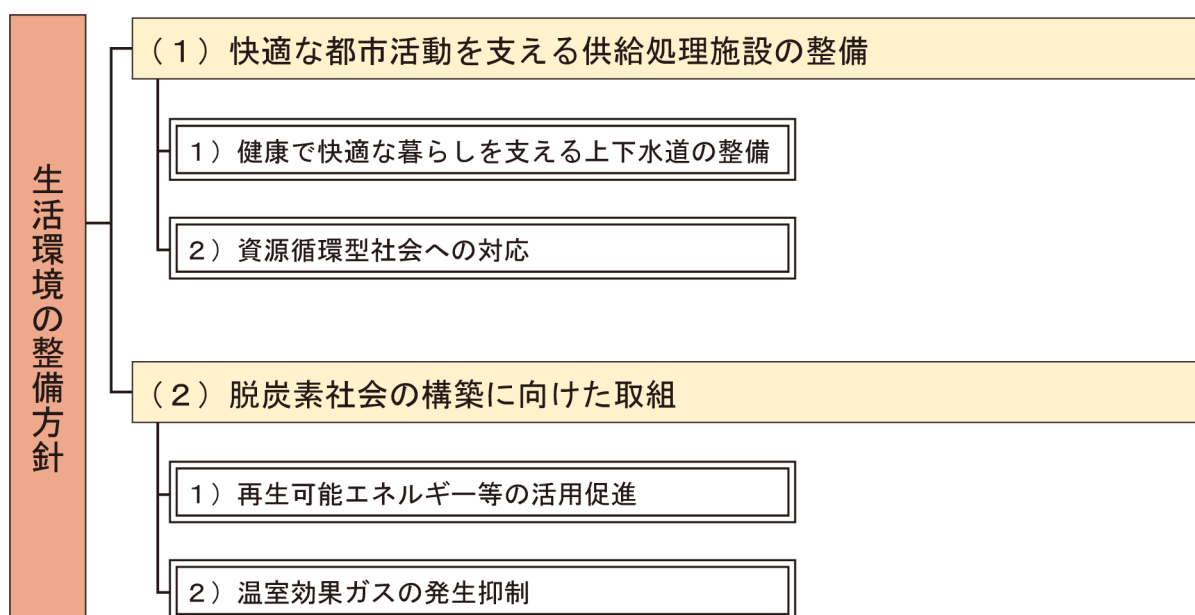 生活環境の整備方針
（１）快適な都市活動を支える供給処理施設の整備
１）健康で快適な暮らしを支える上下水道の整備
２）資源循環型社会への対応
（２）脱炭素社会の構築に向けた取組
１）再生可能エネルギー等の活用促進
２）温室効果ガスの発生抑制